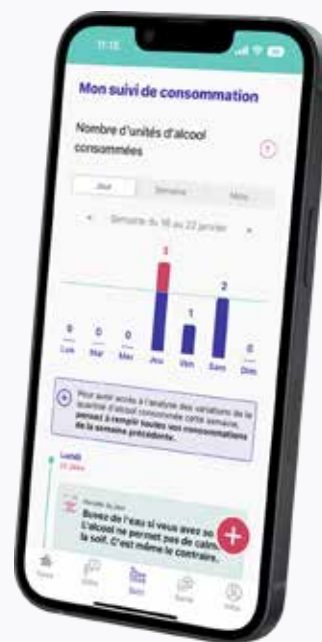 11:15
Mon suivi de consommation
Nombre d'unités d'alcool
consommées
?
Jour Semaine Mois
Semaine du 16 au 22 janvier
3
2
1
0 0 0 0
Lun Mar Mer Jeu Ven Sam Dim
Pour avoir accès à l'analyse des variations de la
quantité d'alcool consommée cette semaine,
pensez à remplir toutes vos consommations
de la semaine précédente.
Lundi
Buvez de l'eau si vous avez so
L'alcool ne permet pas de calm
la soif. C'est même le contraire.
+
Suivi